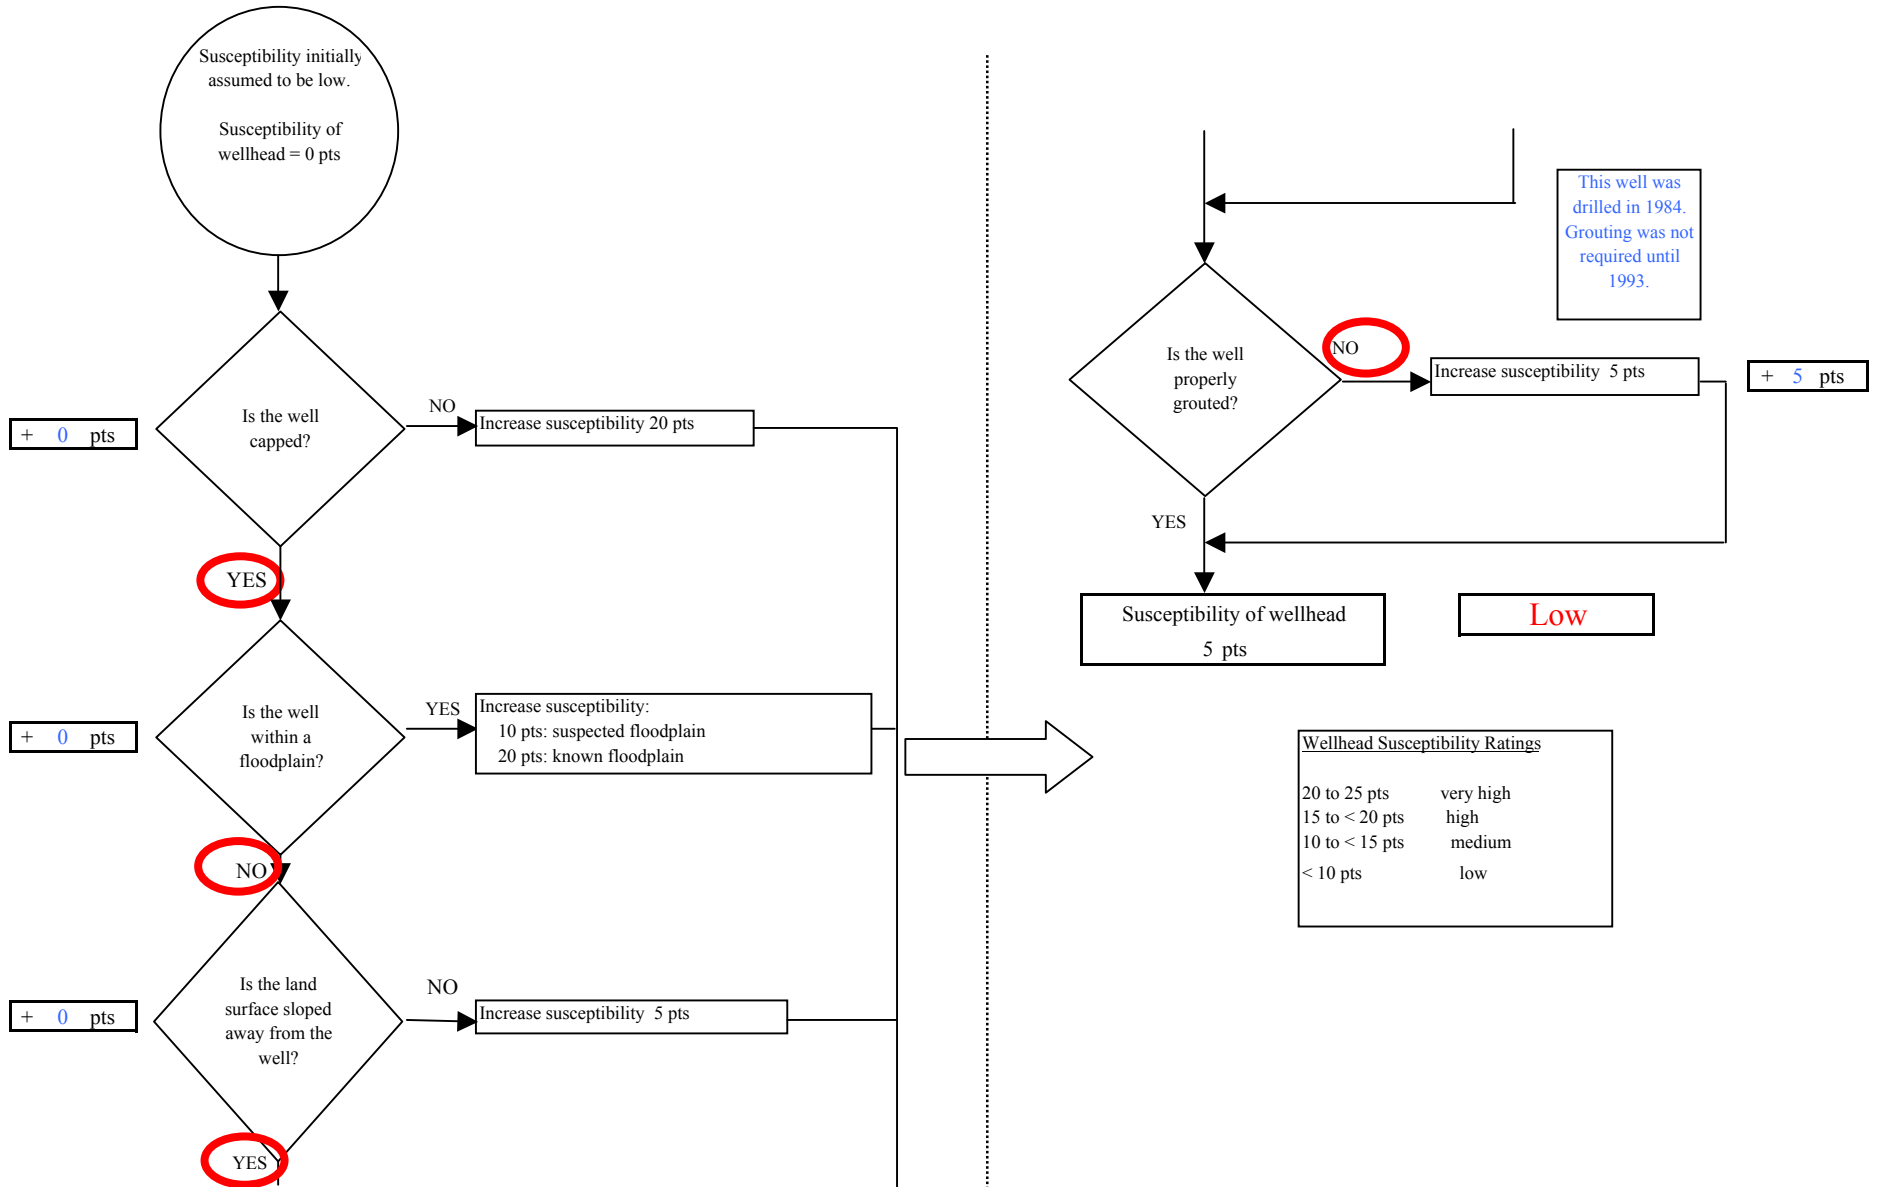 Susceptibility initially
assumed to be low.
Susceptibility of
wellhead = 0 pts
Is the well
capped?
NO
Increase susceptibility 20 pts
+ 0 pts
YES
Is the well
within a
floodplain?
YES
Increase susceptibility:
10 pts: suspected floodplain
20 pts: known floodplain
+ 0 pts
NO
Is the land
surface sloped
away from the
well?
NO
Increase susceptibility 5 pts
+ 0 pts
YES
This well was
drilled in 1984.
Grouting was not
required until
1993.
Is the well
properly
grouted?
NO
Increase susceptibility 5 pts
+ 5 pts
YES
Susceptibility of wellhead
5 pts
Low
Wellhead Susceptibility Ratings
20 to 25 pts very high
15 to < 20 pts high
10 to < 15 pts medium
< 10 pts low